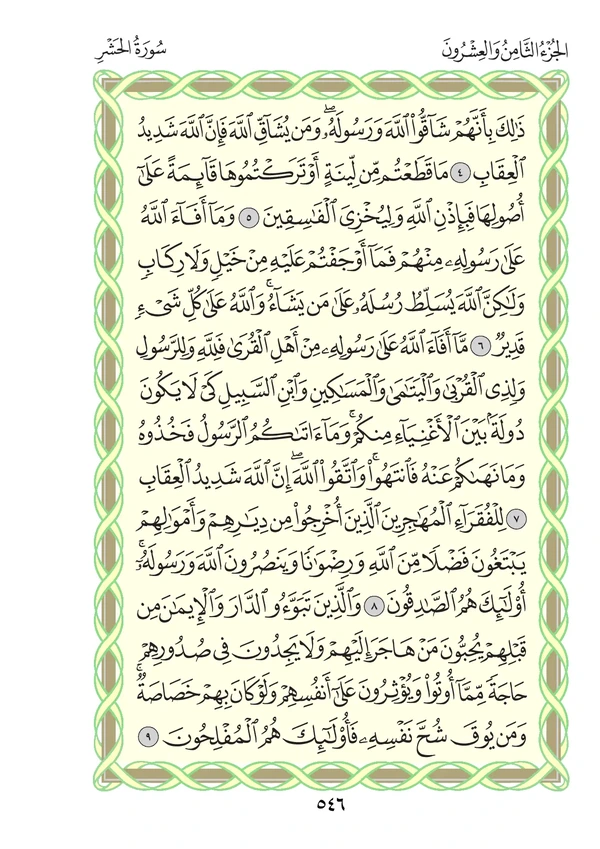 الجُزْءُ الثَّامِنُ وَالعِشْرُونَ
سُورَةُ الحَشْرِ
ذَٰلِكَ بِأَنَّهُمْ شَآقُّوا۟ ٱللَّهَ وَرَسُولَهُۥ ۖ وَمَن يُشَآقِّ ٱللَّهَ فَإِنَّ ٱللَّهَ شَدِيدُ
ٱلْعِقَابِ ٤ مَا قَطَعْتُم مِّن لِّينَةٍ أَوْ تَرَكْتُمُوهَا قَآئِمَةً عَلَىٰٓ
أُصُولِهَا فَبِإِذْنِ ٱللَّهِ وَلِيُخْزِىَ ٱلْفَـٰسِقِينَ ٥ وَمَآ أَفَآءَ ٱللَّهُ
عَلَىٰ رَسُولِهِۦ مِنْهُمْ فَمَآ أَوْجَفْتُمْ عَلَيْهِ مِنْ خَيْلٍ وَلَا رِكَابٍ
وَلَـٰكِنَّ ٱللَّهَ يُسَلِّطُ رُسُلَهُۥ عَلَىٰ مَن يَشَآءُ ۚ وَٱللَّهُ عَلَىٰ كُلِّ شَىْءٍ
قَدِيرٌ ٦ مَّآ أَفَآءَ ٱللَّهُ عَلَىٰ رَسُولِهِۦ مِنْ أَهْلِ ٱلْقُرَىٰ فَلِلَّهِ وَلِلرَّسُولِ
وَلِذِى ٱلْقُرْبَىٰ وَٱلْيَتَـٰمَىٰ وَٱلْمَسَـٰكِينِ وَٱبْنِ ٱلسَّبِيلِ كَىْ لَا يَكُونَ
دُولَةًۢ بَيْنَ ٱلْأَغْنِيَآءِ مِنكُمْ ۚ وَمَآ ءَاتَىٰكُمُ ٱلرَّسُولُ فَخُذُوهُ
وَمَا نَهَىٰكُمْ عَنْهُ فَٱنتَهُوا۟ ۚ وَٱتَّقُوا۟ ٱللَّهَ ۖ إِنَّ ٱللَّهَ شَدِيدُ ٱلْعِقَابِ
٧ لِلْفُقَرَآءِ ٱلْمُهَـٰجِرِينَ ٱلَّذِينَ أُخْرِجُوا۟ مِن دِيَـٰرِهِمْ وَأَمْوَٰلِهِمْ
يَبْتَغُونَ فَضْلًا مِّنَ ٱللَّهِ وَرِضْوَٰنًا وَيَنصُرُونَ ٱللَّهَ وَرَسُولَهُۥٓ ۚ
أُو۟لَـٰٓئِكَ هُمُ ٱلصَّـٰدِقُونَ ٨ وَٱلَّذِينَ تَبَوَّءُو ٱلدَّارَ وَٱلْإِيمَـٰنَ مِن
قَبْلِهِمْ يُحِبُّونَ مَنْ هَاجَرَ إِلَيْهِمْ وَلَا يَجِدُونَ فِى صُدُورِهِمْ
حَاجَةً مِّمَّآ أُوتُوا۟ وَيُؤْثِرُونَ عَلَىٰٓ أَنفُسِهِمْ وَلَوْ كَانَ بِهِمْ خَصَاصَةٌ ۚ
وَمَن يُوقَ شُحَّ نَفْسِهِۦ فَأُو۟لَـٰٓئِكَ هُمُ ٱلْمُفْلِحُونَ ٩
٥٤٦